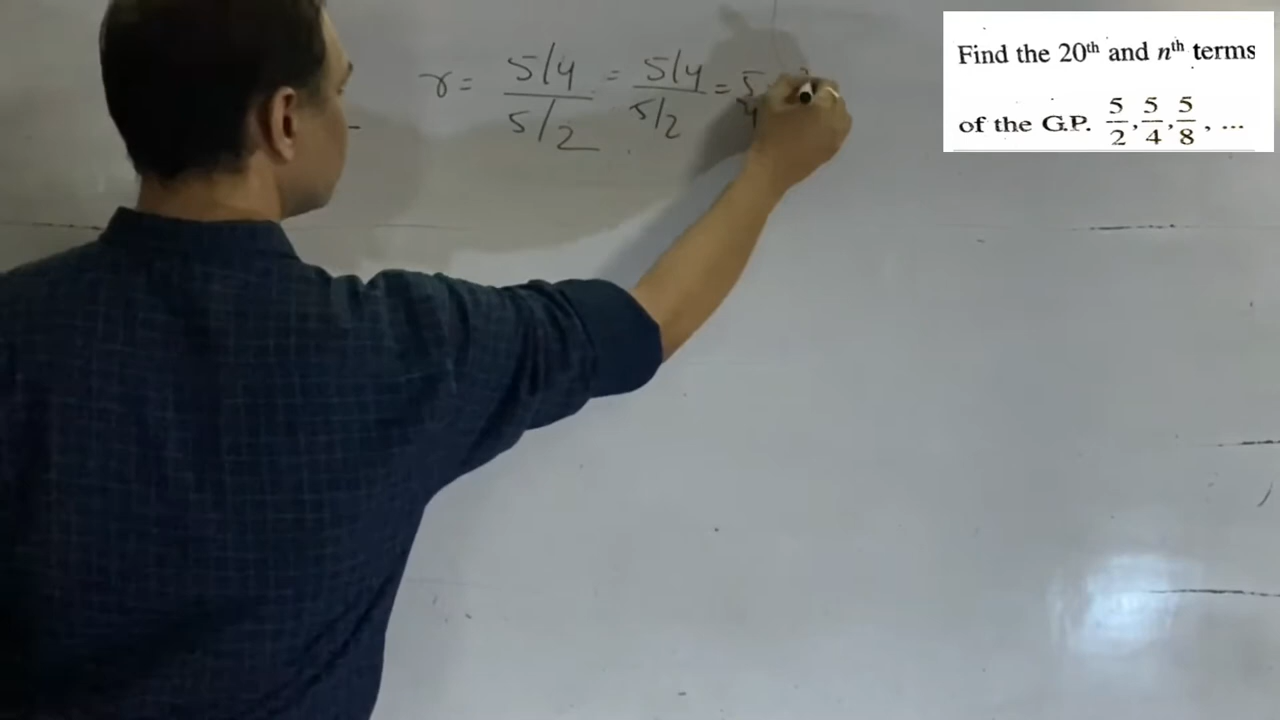 r = 5/4 / 5/2 = 5/4 / 5/2 = 5
Find the 20th and nth terms
of the G.P. 5/2, 5/4, 5/8, ...